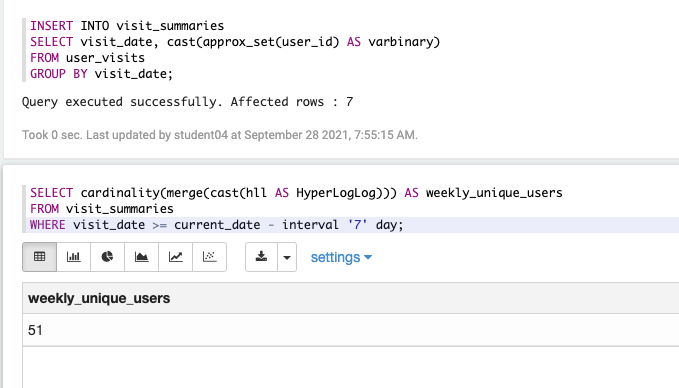 INSERT INTO visit_summaries
SELECT visit_date, cast(approx_set(user_id) AS varbinary)
FROM user_visits
GROUP BY visit_date;
Query executed successfully. Affected rows : 7
Took 0 sec. Last updated by student04 at September 28 2021, 7:55:15 AM.
SELECT cardinality(merge(cast(hll AS HyperLogLog))) AS weekly_unique_users
FROM visit_summaries
WHERE visit_date >= current_date - interval '7' day;
settings
weekly_unique_users
51